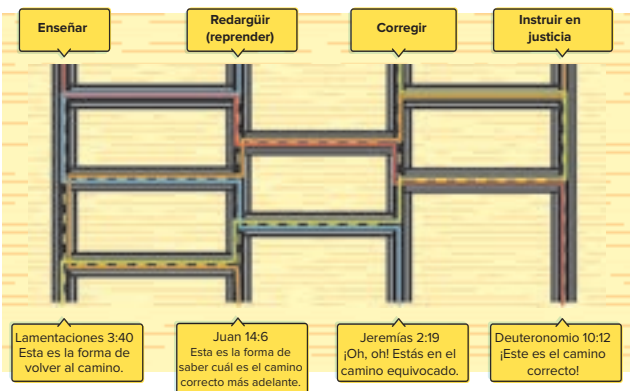 Enseñar
Redargüir
(reprender)
Corregir
Instruir en
justicia
Lamentaciones 3:40
Esta es la forma de
volver al camino.
Juan 14:6
Esta es la forma de
saber cuál es el camino
correcto más adelante.
Jeremías 2:19
¡Oh, oh! Estás en el
camino equivocado.
Deuteronomio 10:12
¡Este es el camino
correcto!